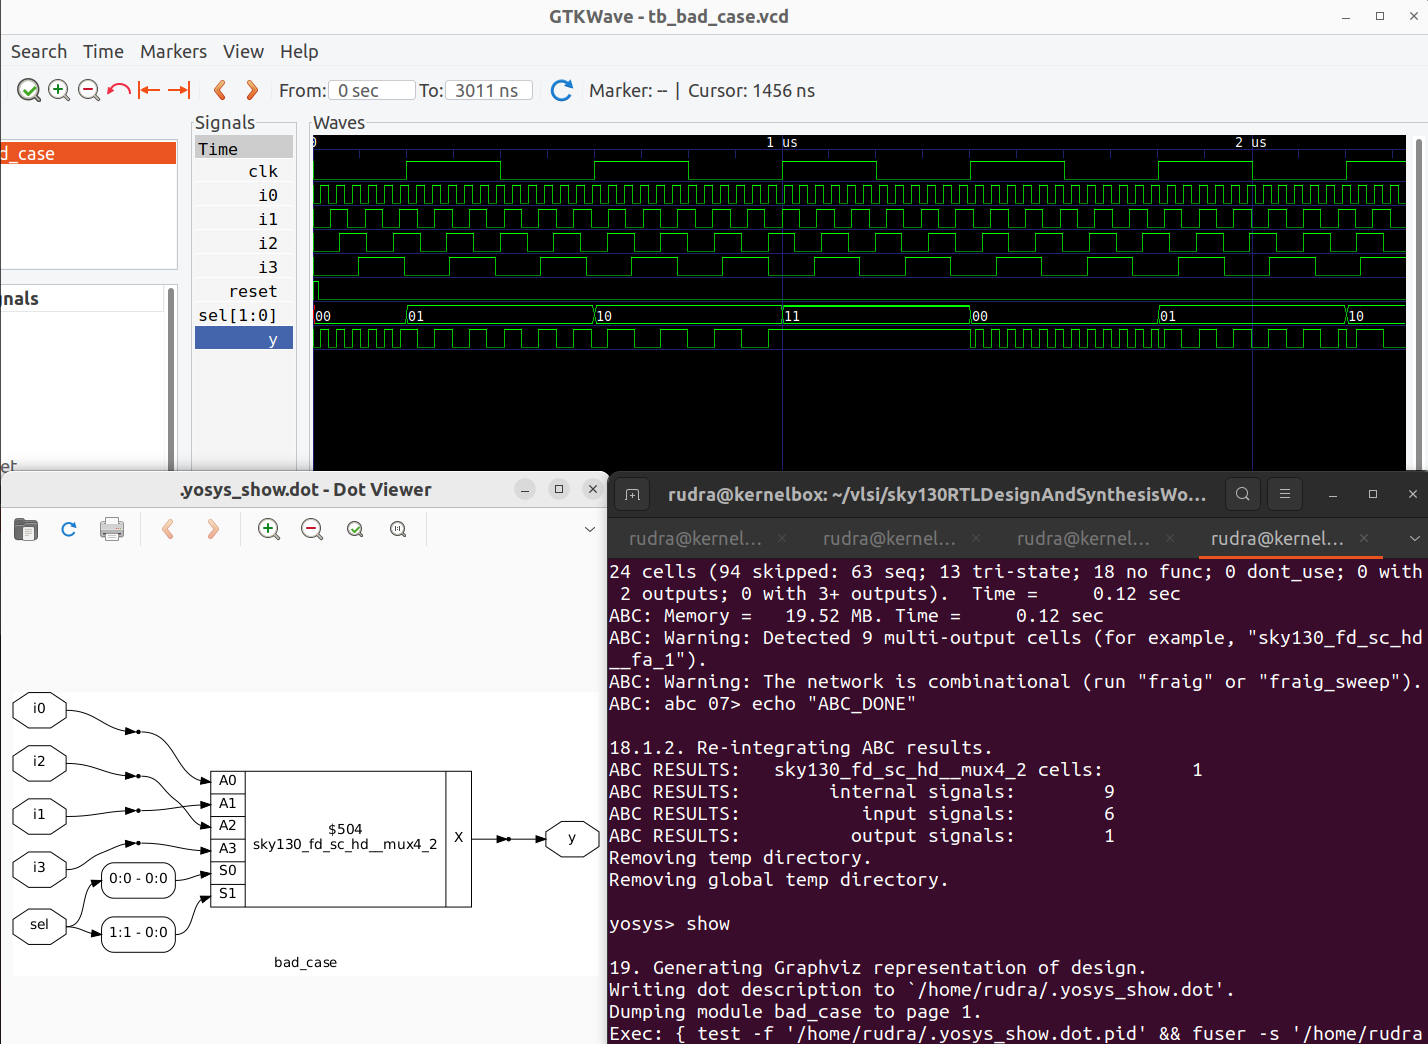 GTKWave - tb_bad_case.vcd
Search Time Markers View Help
From: 0 sec To: 3011 ns Marker: -- | Cursor: 1456 ns
Signals Waves
d_case
Time
0 1 us 2 us
clk
i0
i1
i2
i3
reset
sel[1:0] 00 01 10 11 00 01 10
y
nals
et
.yosys_show.dot - Dot Viewer
i0
i2
i1
i3
sel
0:0 - 0:0
1:1 - 0:0
A0
A1
A2
A3
S0
S1
$504
sky130_fd_sc_hd__mux4_2
X
y
bad_case
rudra@kernelbox: ~/vlsi/sky130RTLDesignAndSynthesisWo...
rudra@kernel... rudra@kernel... rudra@kernel... rudra@kernel...
24 cells (94 skipped: 63 seq; 13 tri-state; 18 no func; 0 dont_use; 0 with
2 outputs; 0 with 3+ outputs). Time = 0.12 sec
ABC: Memory = 19.52 MB. Time = 0.12 sec
ABC: Warning: Detected 9 multi-output cells (for example, "sky130_fd_sc_hd
__fa_1").
ABC: Warning: The network is combinational (run "fraig" or "fraig_sweep").
ABC: abc 07> echo "ABC_DONE"
18.1.2. Re-integrating ABC results.
ABC RESULTS: sky130_fd_sc_hd__mux4_2 cells: 1
ABC RESULTS: internal signals: 9
ABC RESULTS: input signals: 6
ABC RESULTS: output signals: 1
Removing temp directory.
Removing global temp directory.
yosys> show
19. Generating Graphviz representation of design.
Writing dot description to `/home/rudra/.yosys_show.dot'.
Dumping module bad_case to page 1.
Exec: { test -f '/home/rudra/.yosys_show.dot.pid' && fuser -s '/home/rudra